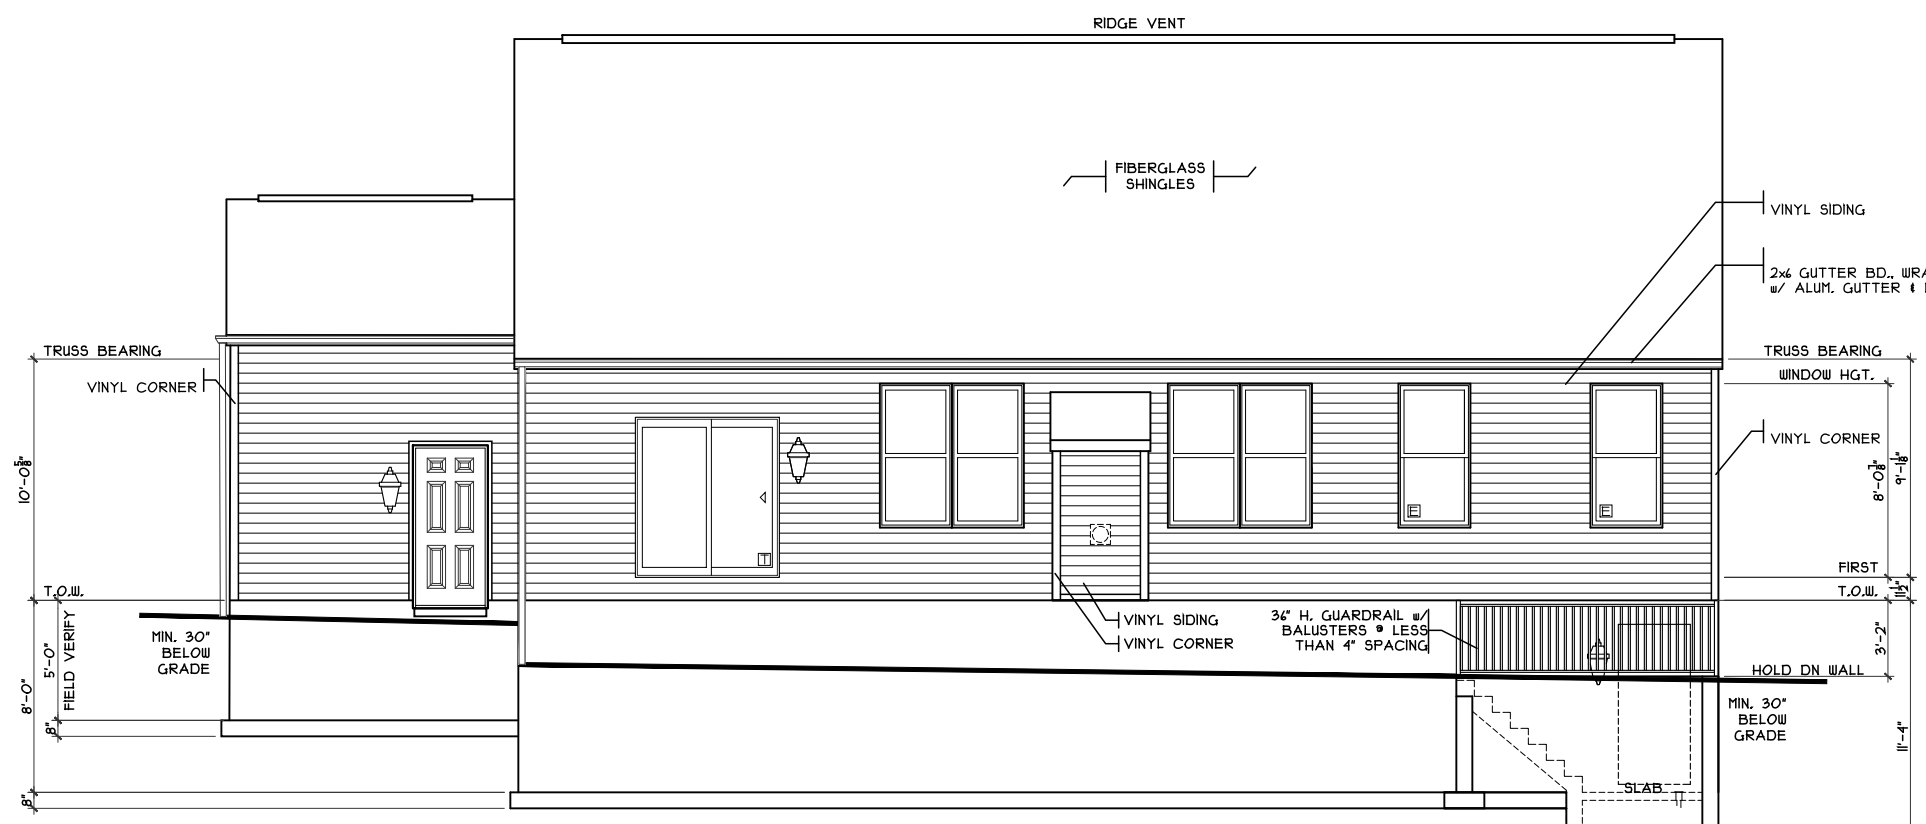 RIDGE VENT
FIBERGLASS
SHINGLES
VINYL SIDING
2x6 GUTTER BD., WRA
w/ ALUM. GUTTER &
TRUSS BEARING
TRUSS BEARING
WINDOW HGT.
VINYL CORNER
VINYL CORNER
10'-0 5/8"
8'-0 7/8"
9'-1 1/8"
E
E
T
FIRST
T.O.W.
T.O.W.
11 1/2"
VINYL SIDING
VINYL CORNER
36" H. GUARDRAIL w/
BALUSTERS @ LESS
THAN 4" SPACING
MIN. 30"
BELOW
GRADE
5'-0"
FIELD VERIFY
8'-0"
8"
8"
3'-2"
HOLD DN WALL
MIN. 30"
BELOW
GRADE
11'-4"
SLAB